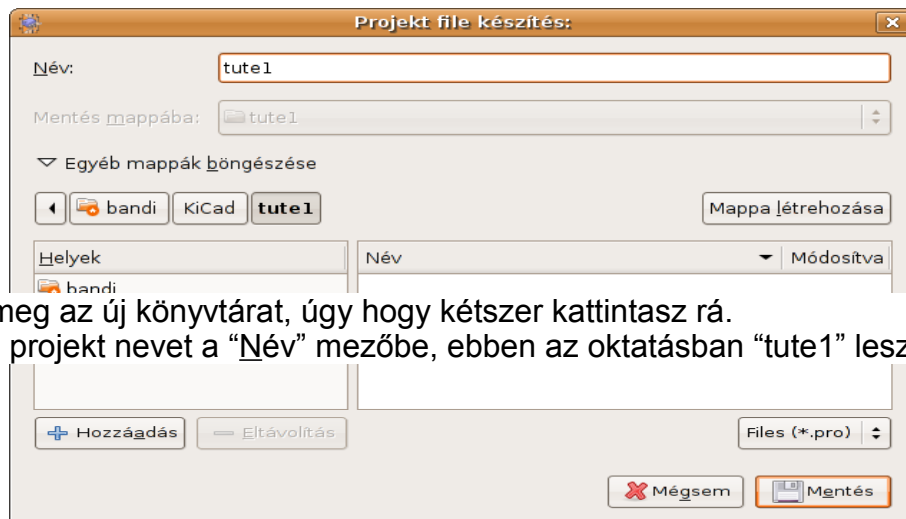 Projekt file készítés:
Név: tute1
Mentés mappába: tute1
Egyéb mappák böngészése
bandi KiCad tute1 Mappa létrehozása
Helyek Név Módosítva
bandi
meg az új könyvtárat, úgy hogy kétszer kattintasz rá.
projekt nevet a “Név” mezőbe, ebben az oktatásban “tute1” lesz
Hozzáadás Eltávolítás Files (*.pro)
Mégsem Mentés